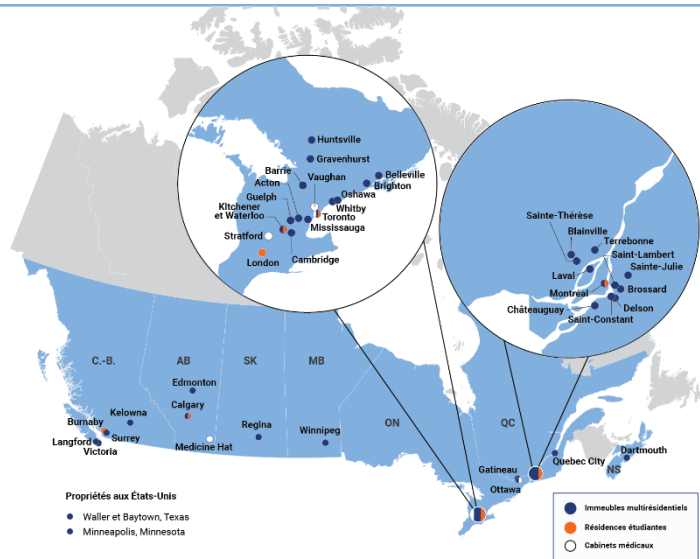 Huntsville
Gravenhurst
Barrie
Vaughan
Belleville
Acton
Brighton
Guelph
Oshawa
Kitchener
et Waterloo
Whitby
Toronto
Mississauga
Stratford
London
Cambridge
Sainte-Thérèse
Blainville
Terrebonne
Saint-Lambert
Sainte-Julie
Laval
Montréal
Brossard
Châteauguay
Delson
Saint-Constant
C.-B.
AB
SK
MB
ON
QC
NS
Edmonton
Calgary
Kelowna
Burnaby
Surrey
Langford
Victoria
Medicine Hat
Regina
Winnipeg
Gatineau
Ottawa
Quebec City
Dartmouth
Propriétés aux États-Unis
Waller et Baytown, Texas
Minneapolis, Minnesota
Immeubles multirésidentiels
Résidences étudiantes
Cabinets médicaux